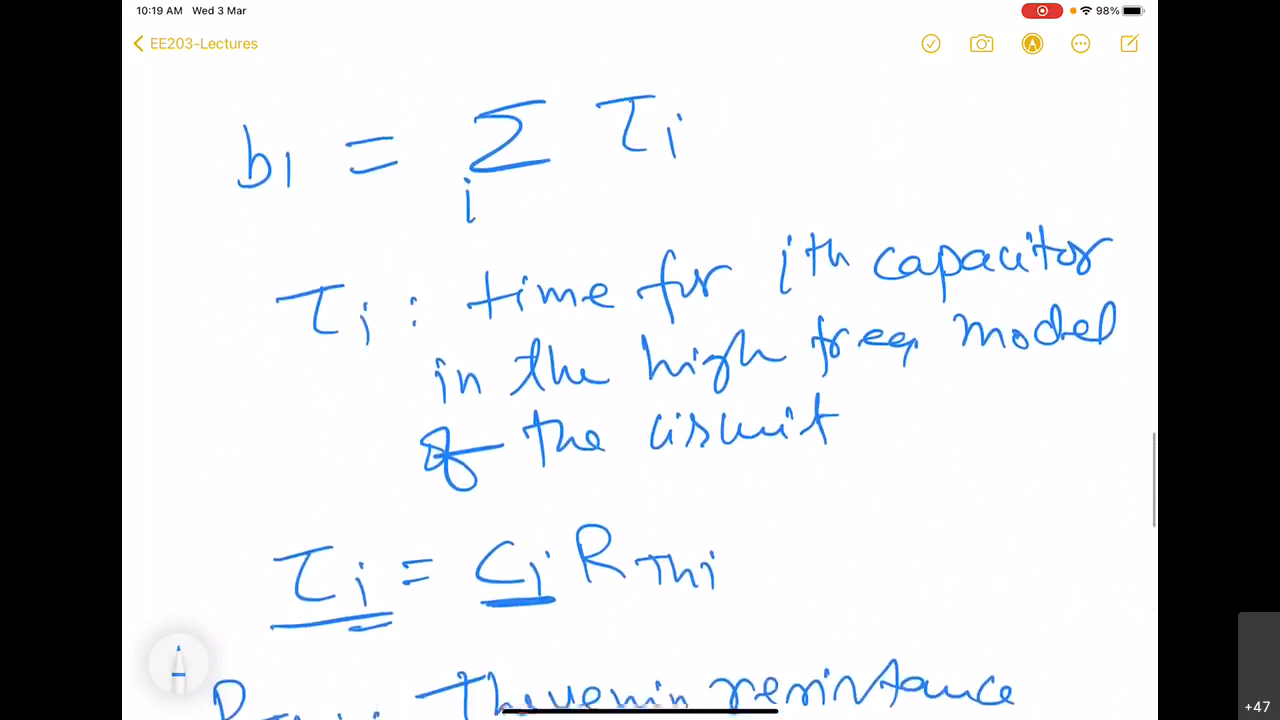 10:19 AM Wed 3 Mar 98%
EE203-Lectures
b1 = Σ τi
i
τi : time for ith capacitor
in the high freq model
of the circuit
τi = Ci RThi
Thevenin resistance
+47